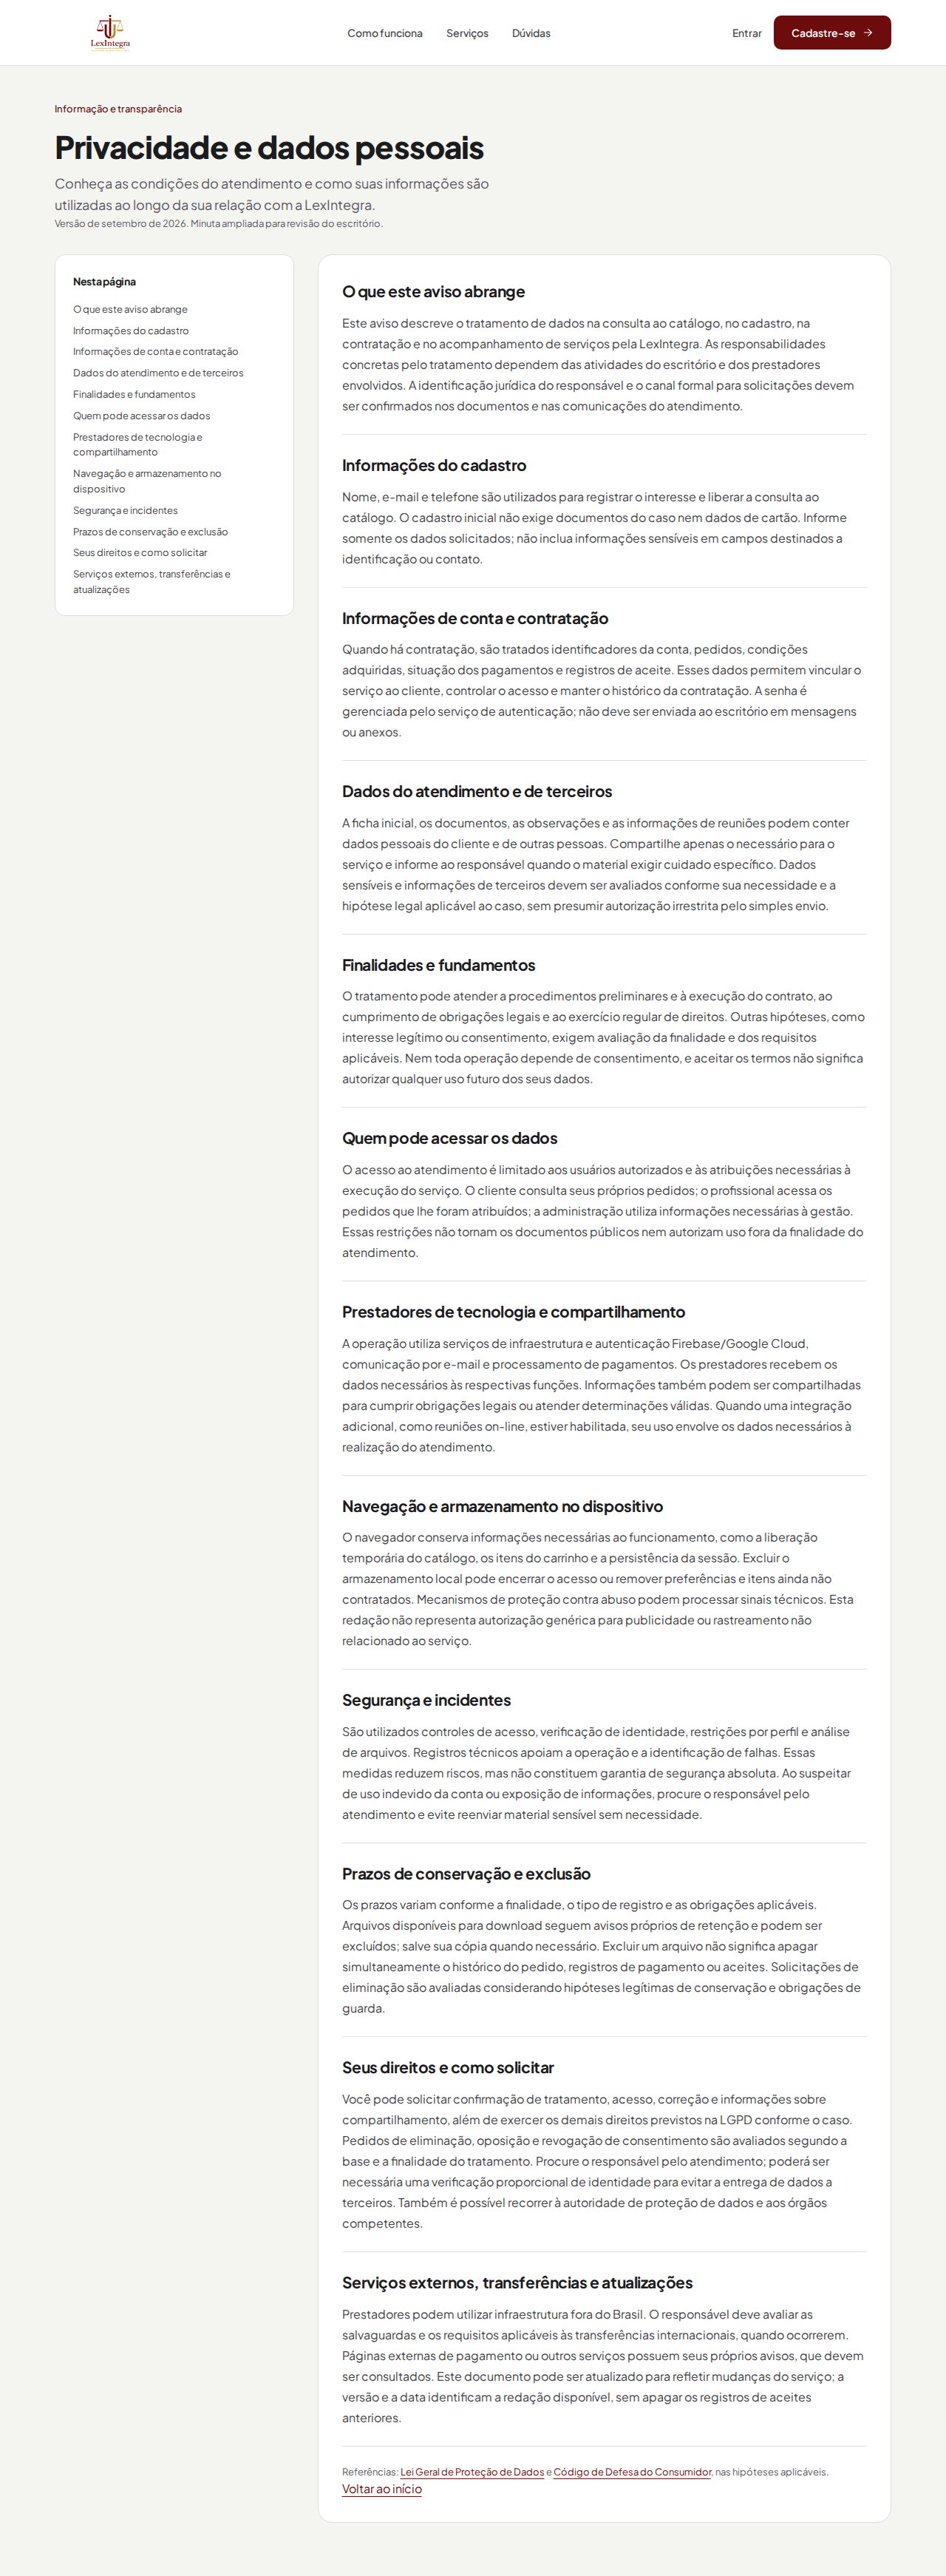 LexIntegra
Como funciona
Serviços
Dúvidas
Entrar
Cadastre-se →
Informação e transparência
Privacidade e dados pessoais
Conheça as condições do atendimento e como suas informações são
utilizadas ao longo da sua relação com a LexIntegra.
Versão de setembro de 2026. Minuta ampliada para revisão do escritório.
Nesta página
O que este aviso abrange
Informações do cadastro
Informações de conta e contratação
Dados do atendimento e de terceiros
Finalidades e fundamentos
Quem pode acessar os dados
Prestadores de tecnologia e
compartilhamento
Navegação e armazenamento no
dispositivo
Segurança e incidentes
Prazos de conservação e exclusão
Seus direitos e como solicitar
Serviços externos, transferências e
atualizações
O que este aviso abrange
Este aviso descreve o tratamento de dados na consulta ao catálogo, no cadastro, na
contratação e no acompanhamento de serviços pela LexIntegra. As responsabilidades
concretas pelo tratamento dependem das atividades do escritório e dos prestadores
envolvidos. A identificação jurídica do responsável e o canal formal para solicitações devem
ser confirmados nos documentos e nas comunicações do atendimento.
Informações do cadastro
Nome, e-mail e telefone são utilizados para registrar o interesse e liberar a consulta ao
catálogo. O cadastro inicial não exige documentos do caso nem dados de cartão. Informe
somente os dados solicitados; não inclua informações sensíveis em campos destinados a
identificação ou contato.
Informações de conta e contratação
Quando há contratação, são tratados identificadores da conta, pedidos, condições
adquiridas, situação dos pagamentos e registros de aceite. Esses dados permitem vincular o
serviço ao cliente, controlar o acesso e manter o histórico da contratação. A senha é
gerenciada pelo serviço de autenticação; não deve ser enviada ao escritório em mensagens
ou anexos.
Dados do atendimento e de terceiros
A ficha inicial, os documentos, as observações e as informações de reuniões podem conter
dados pessoais do cliente e de outras pessoas. Compartilhe apenas o necessário para o
serviço e informe ao responsável quando o material exigir cuidado específico. Dados
sensíveis e informações de terceiros devem ser avaliados conforme sua necessidade e a
hipótese legal aplicável ao caso, sem presumir autorização irrestrita pelo simples envio.
Finalidades e fundamentos
O tratamento pode atender a procedimentos preliminares e à execução do contrato, ao
cumprimento de obrigações legais e ao exercício regular de direitos. Outras hipóteses, como
interesse legítimo ou consentimento, exigem avaliação da finalidade e dos requisitos
aplicáveis. Nem toda operação depende de consentimento, e aceitar os termos não significa
autorizar qualquer uso futuro dos seus dados.
Quem pode acessar os dados
O acesso ao atendimento é limitado aos usuários autorizados e às atribuições necessárias à
execução do serviço. O cliente consulta seus próprios pedidos; o profissional acessa os
pedidos que lhe foram atribuídos; a administração utiliza informações necessárias à gestão.
Essas restrições não tornam os documentos públicos nem autorizam uso fora da finalidade do
atendimento.
Prestadores de tecnologia e compartilhamento
A operação utiliza serviços de infraestrutura e autenticação Firebase/Google Cloud,
comunicação por e-mail e processamento de pagamentos. Os prestadores recebem os
dados necessários às respectivas funções. Informações também podem ser compartilhadas
para cumprir obrigações legais ou atender determinações válidas. Quando uma integração
adicional, como reuniões on-line, estiver habilitada, seu uso envolve os dados necessários à
realização do atendimento.
Navegação e armazenamento no dispositivo
O navegador conserva informações necessárias ao funcionamento, como a liberação
temporária do catálogo, os itens do carrinho e a persistência da sessão. Excluir o
armazenamento local pode encerrar o acesso ou remover preferências e itens ainda não
contratados. Mecanismos de proteção contra abuso podem processar sinais técnicos. Esta
redação não representa autorização genérica para publicidade ou rastreamento não
relacionado ao serviço.
Segurança e incidentes
São utilizados controles de acesso, verificação de identidade, restrições por perfil e análise
de arquivos. Registros técnicos apoiam a operação e a identificação de falhas. Essas
medidas reduzem riscos, mas não constituem garantia de segurança absoluta. Ao suspeitar
de uso indevido da conta ou exposição de informações, procure o responsável pelo
atendimento e evite reenviar material sensível sem necessidade.
Prazos de conservação e exclusão
Os prazos variam conforme a finalidade, o tipo de registro e as obrigações aplicáveis.
Arquivos disponíveis para download seguem avisos próprios de retenção e podem ser
excluídos; salve sua cópia quando necessário. Excluir um arquivo não significa apagar
simultaneamente o histórico do pedido, registros de pagamento ou aceites. Solicitações de
eliminação são avaliadas considerando hipóteses legítimas de conservação e obrigações de
guarda.
Seus direitos e como solicitar
Você pode solicitar confirmação de tratamento, acesso, correção e informações sobre
compartilhamento, além de exercer os demais direitos previstos na LGPD conforme o caso.
Pedidos de eliminação, oposição e revogação de consentimento são avaliados segundo a
base e a finalidade do tratamento. Procure o responsável pelo atendimento; poderá ser
necessária uma verificação proporcional de identidade para evitar a entrega de dados a
terceiros. Também é possível recorrer à autoridade de proteção de dados e aos órgãos
competentes.
Serviços externos, transferências e atualizações
Prestadores podem utilizar infraestrutura fora do Brasil. O responsável deve avaliar as
salvaguardas e os requisitos aplicáveis às transferências internacionais, quando ocorrerem.
Páginas externas de pagamento ou outros serviços possuem seus próprios avisos, que devem
ser consultados. Este documento pode ser atualizado para refletir mudanças do serviço; a
versão e a data identificam a redação disponível, sem apagar os registros de aceites
anteriores.
Referências: Lei Geral de Proteção de Dados e Código de Defesa do Consumidor, nas hipóteses aplicáveis.
Voltar ao início